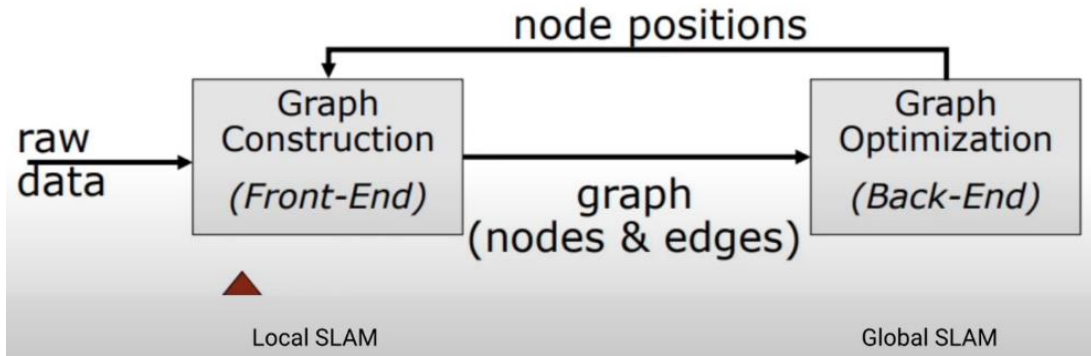 node positions
raw
data
Graph
Construction
(Front-End)
graph
(nodes & edges)
Graph
Optimization
(Back-End)
Local SLAM
Global SLAM